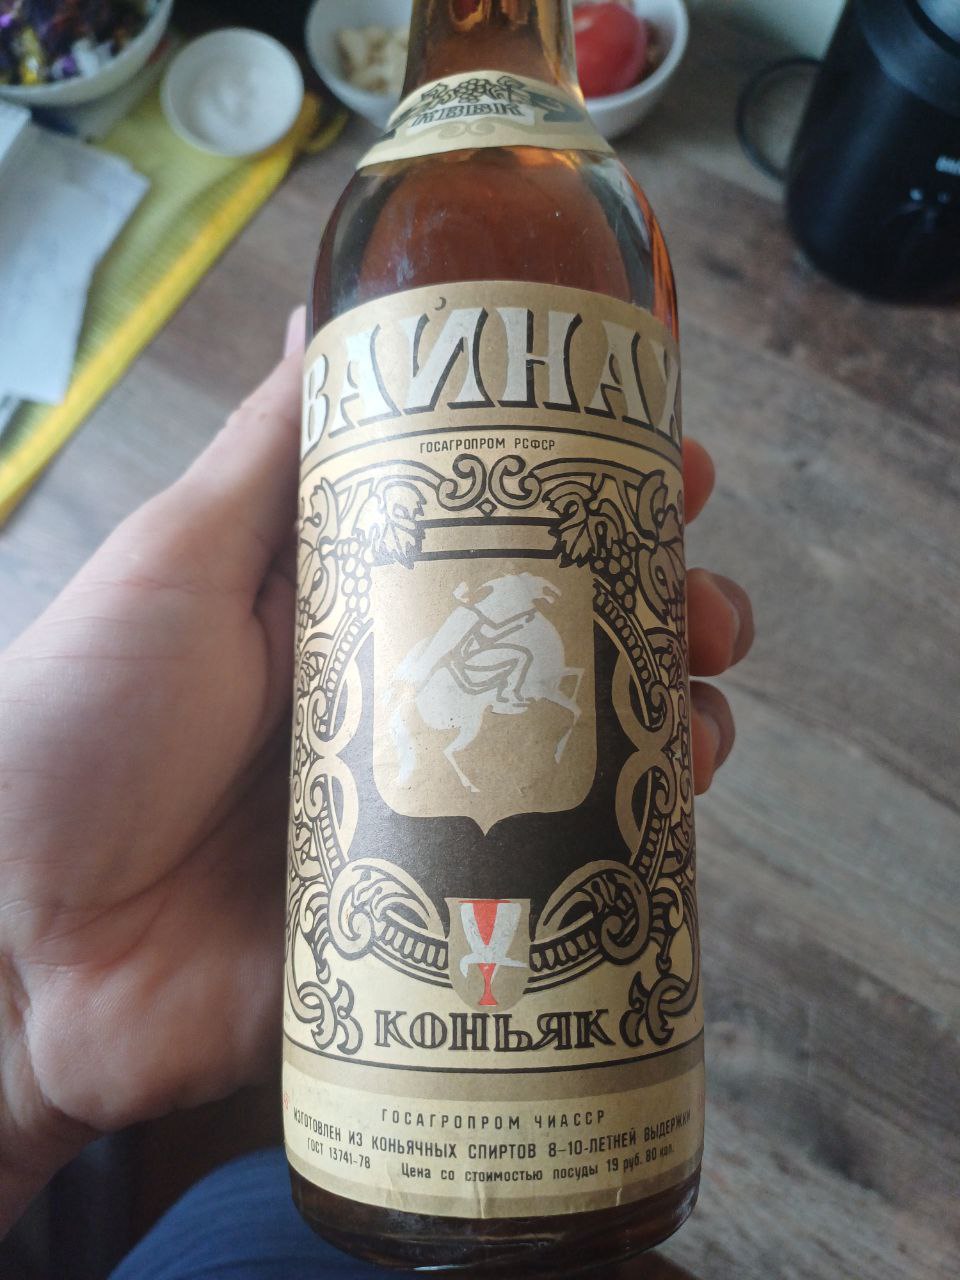 КВВК
ВАЙНАХ
ГОСАГРОПРОМ РСФСР
КОНЬЯК
ГОСАГРОПРОМ ЧИАССР
ИЗГОТОВЛЕН ИЗ КОНЬЯЧНЫХ СПИРТОВ 8-10-ЛЕТНЕЙ ВЫДЕРЖКИ
ГОСТ 13741-78 Цена со стоимостью посуды 19 руб. 80 коп.